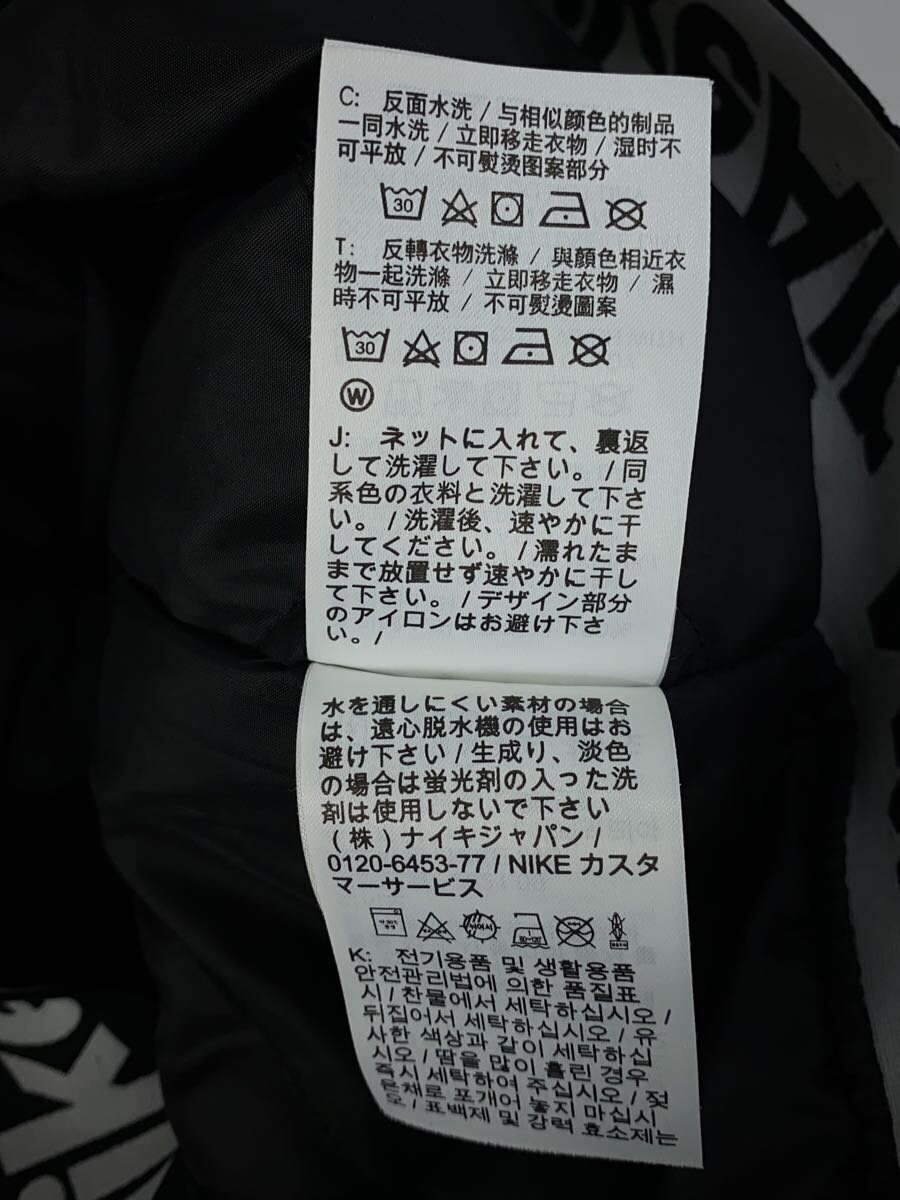 C: 反面水洗 / 与相似颜色的制品
一同水洗 / 立即移走衣物 / 湿时不
可平放 / 不可熨烫图案部分
30
T: 反轉衣物洗滌 / 與顏色相近衣
物一起洗滌 / 立即移走衣物 / 濕
時不可平放 / 不可熨燙圖案
30
W
J: ネットに入れて、裏返
して洗濯して下さい。/同
系色の衣料と洗濯して下さ
い。/洗濯後、速やかに干
してください。/濡れたま
まで放置せず速やかに干し
て下さい。/デザイン部分
のアイロンはお避け下さ
い。/
水を通しにくい素材の場合
は、遠心脱水機の使用はお
避け下さい / 生成り、淡色
の場合は蛍光剤の入った洗
剤は使用しないで下さい
(株) ナイキジャパン /
0120-6453-77 / NIKE カスタ
マーサービス
K: 전기용품 및 생활용품
안전관리법에 의한 품질표
시 / 찬물에서 세탁하십시오 /
뒤집어서 세탁하십시오 / 유
사한 색상과 같이 세탁하십
시오 / 땀을 많이 흘린 경우
즉시 세탁하여 주십시오 / 젖
은채로 포개어 놓지 마십시
오 / 표백제 및 강력 효소제는